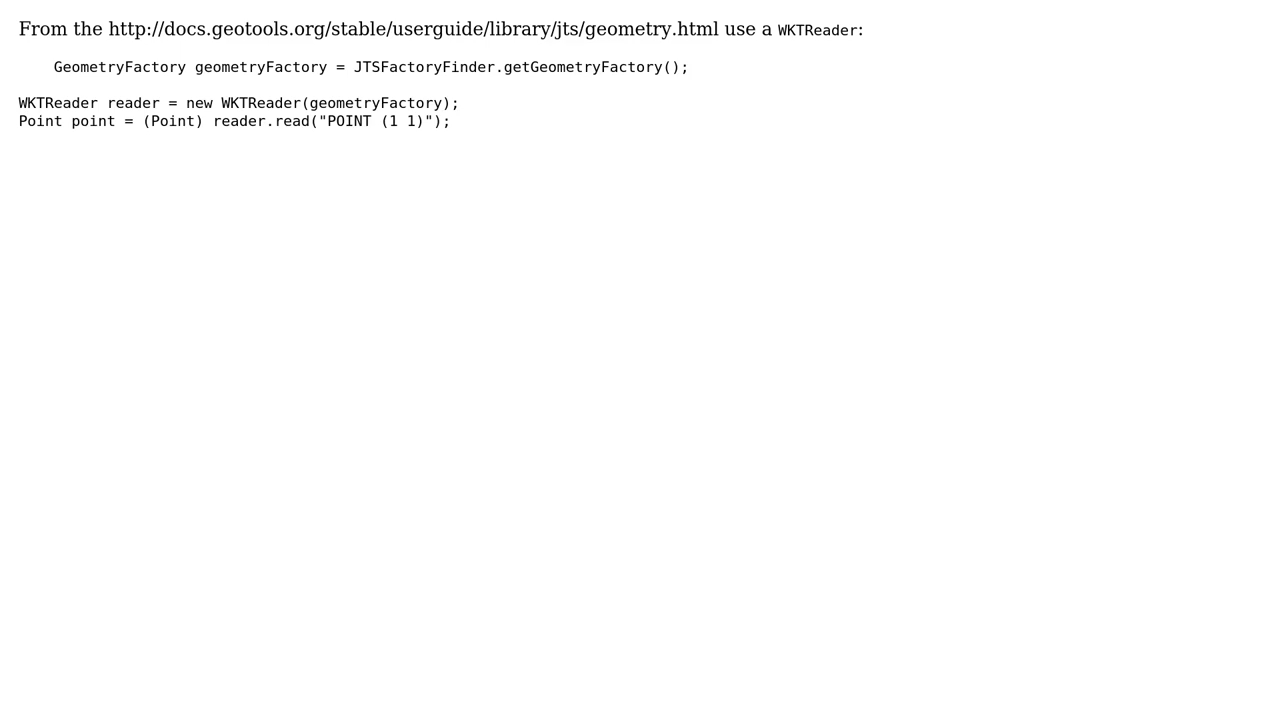 From the http://docs.geotools.org/stable/userguide/library/jts/geometry.html use a WKTReader:
    GeometryFactory geometryFactory = JTSFactoryFinder.getGeometryFactory();
WKTReader reader = new WKTReader(geometryFactory);
Point point = (Point) reader.read("POINT (1 1)");